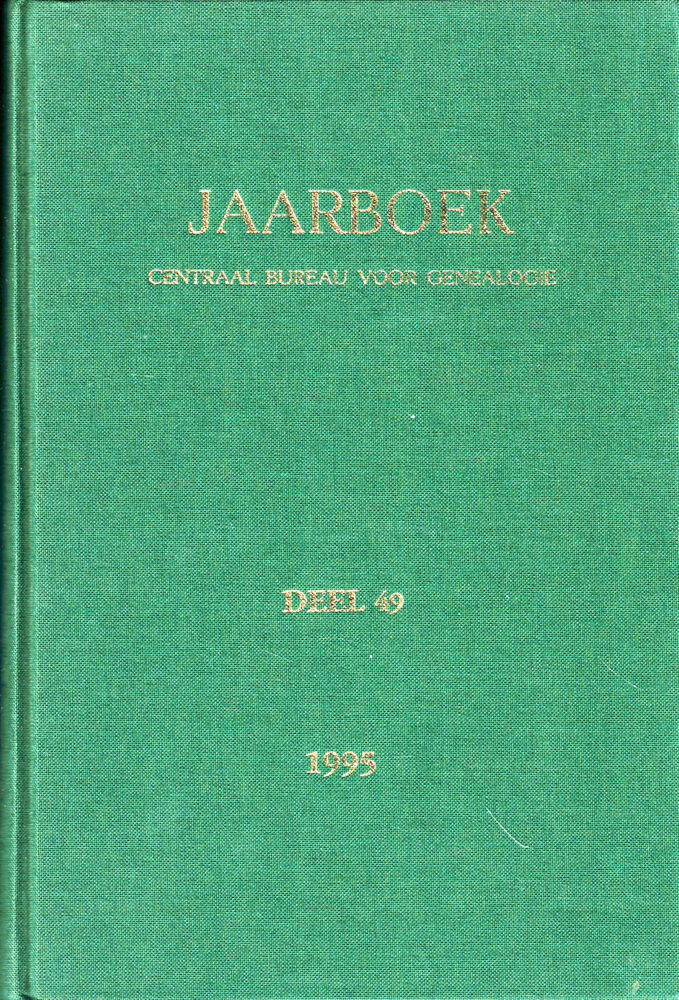 JAARBOEK
CENTRAAL BUREAU VOOR GENEALOGIE
DEEL 49
1995